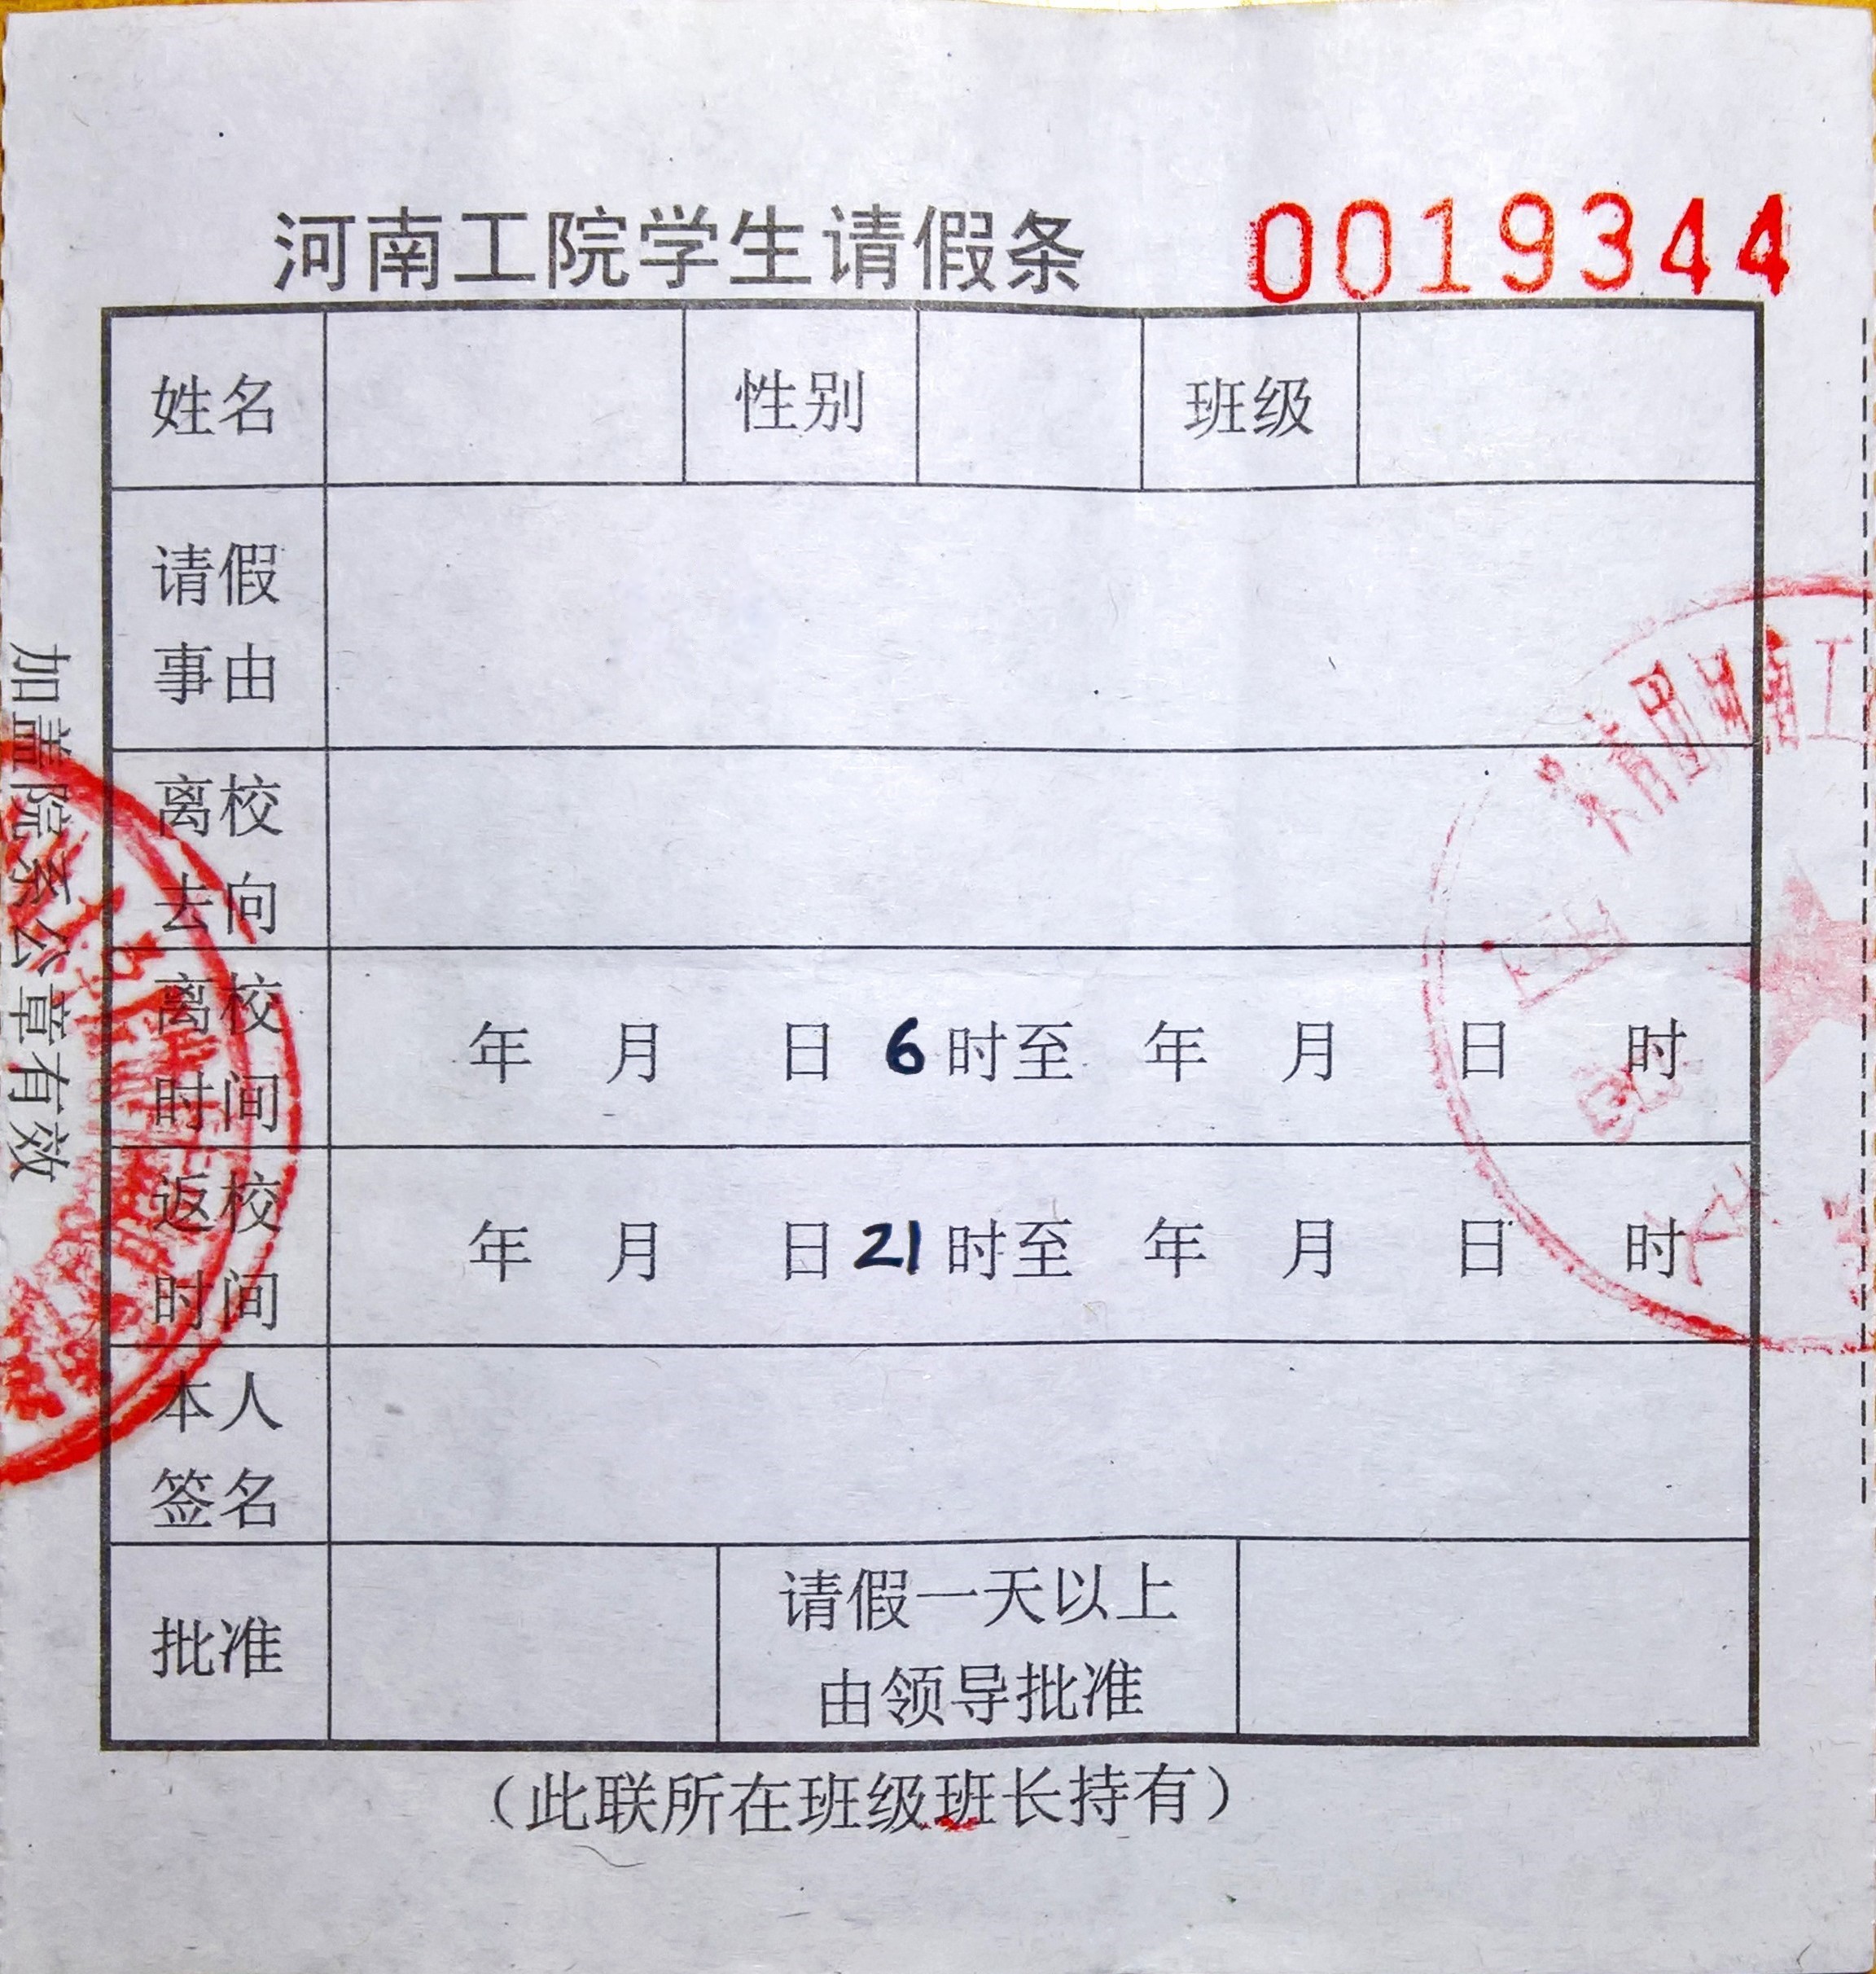 河南工院学生请假条 0019344
姓名 性别 班级
请假
事由
离校
去向
离校
时间
年 月 日 6 时至 年 月 日 时
返校
时间
年 月 日 21 时至 年 月 日 时
本人
签名
批准
请假一天以上
由领导批准
（此联所在班级班长持有）
加盖院系公章有效
团河南工